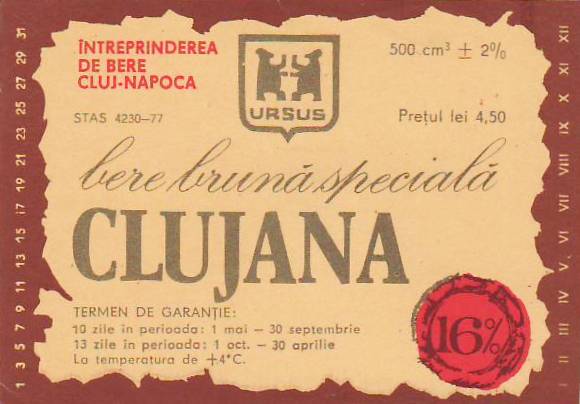 ÎNTREPRINDEREA
DE BERE
CLUJ-NAPOCA
URSUS
500 cm³ ± 2%
STAS 4230-77
Prețul lei 4,50
bere brună specială
CLUJANA
TERMEN DE GARANȚIE:
10 zile în perioada: 1 mai — 30 septembrie
13 zile în perioada: 1 oct. - 30 aprilie
La temperatura de +4°C.
16%
1 3 5 7 9 11 13 15 17 19 21 23 25 27 29 31
I II III IV V VI VII VIII IX X XI XII